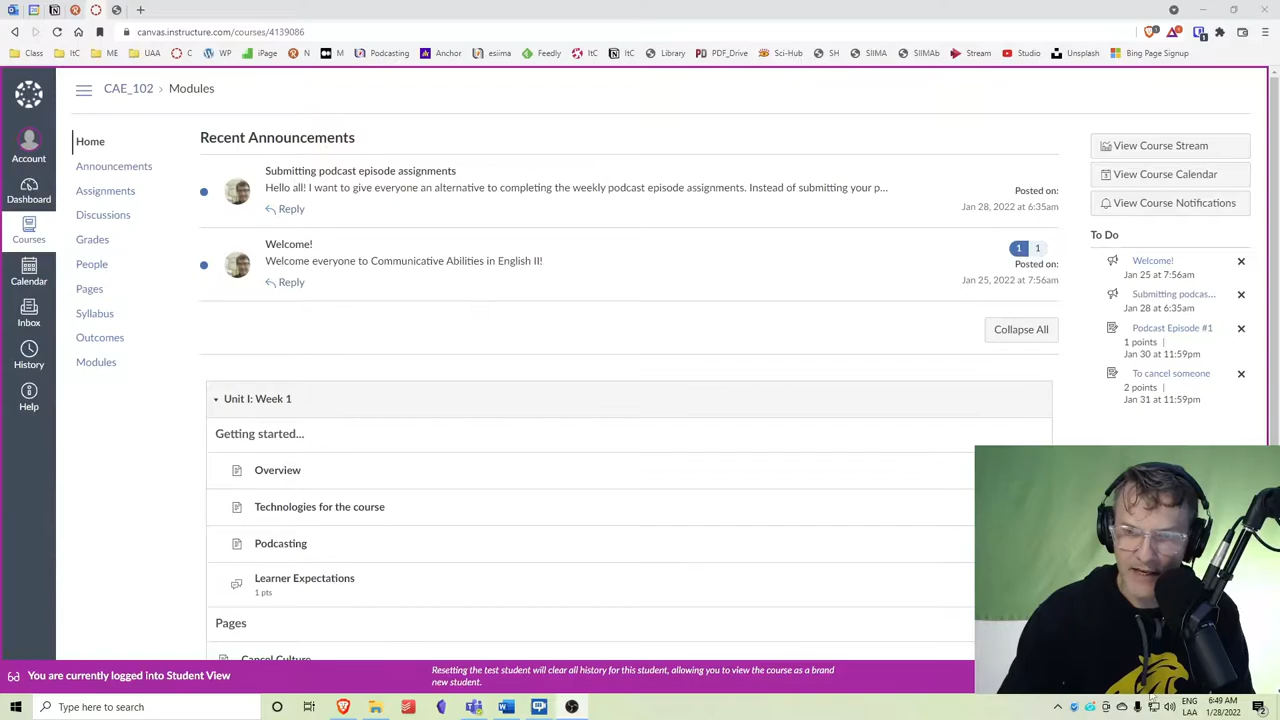 canvas.instructure.com/courses/4139086
Class ItC ME UAA C WP iPage N M Podcasting Anchor esiima Feedly ItC ItC Library PDF_Drive Sci-Hub SH SIIMA SIIMAb Stream Studio Unsplash Bing Page Signup
CAE_102 › Modules
Account
Dashboard
Courses
Calendar
Inbox
History
Help
Home
Announcements
Assignments
Discussions
Grades
People
Pages
Syllabus
Outcomes
Modules
Recent Announcements
Submitting podcast episode assignments
Hello all! I want to give everyone an alternative to completing the weekly podcast episode assignments. Instead of submitting your p...
Reply
Posted on:
Jan 28, 2022 at 6:35am
Welcome!
Welcome everyone to Communicative Abilities in English II!
Reply
1 1
Posted on:
Jan 25, 2022 at 7:56am
Collapse All
Unit I: Week 1
Getting started...
Overview
Technologies for the course
Podcasting
Learner Expectations
1 pts
Pages
Cancel Culture
View Course Stream
View Course Calendar
View Course Notifications
To Do
Welcome!
Jan 25 at 7:56am
Submitting podcas...
Jan 28 at 6:35am
Podcast Episode #1
1 points |
Jan 30 at 11:59pm
To cancel someone
2 points |
Jan 31 at 11:59pm
You are currently logged into Student View
Resetting the test student will clear all history for this student, allowing you to view the course as a brand
new student.
Type here to search
ENG
LAA
6:49 AM
1/28/2022
2